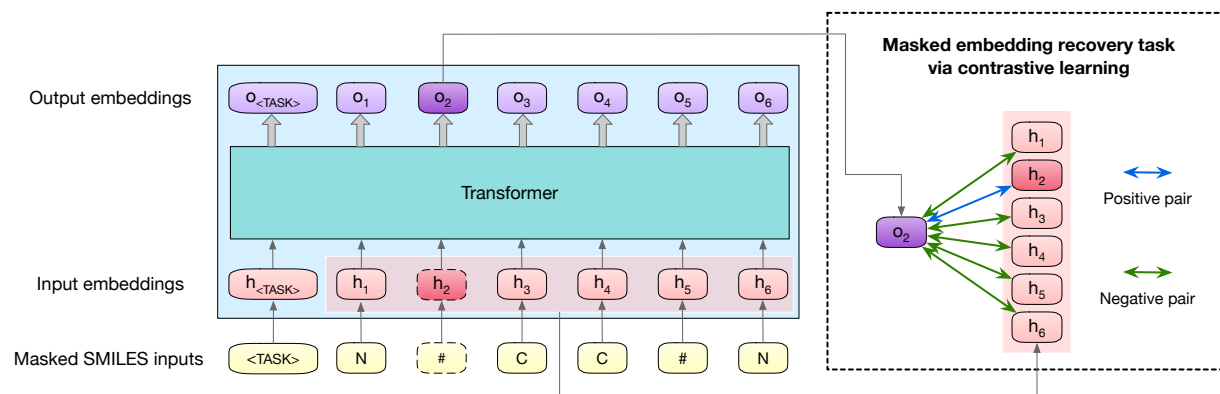 Masked embedding recovery task
via contrastive learning
Output embeddings
o<TASK> o1 o2 o3 o4 o5 o6
Transformer
Input embeddings
h<TASK> h1 h2 h3 h4 h5 h6
Masked SMILES inputs
<TASK> N # C C # N
o2
h1
h2
h3
h4
h5
h6
Positive pair
Negative pair